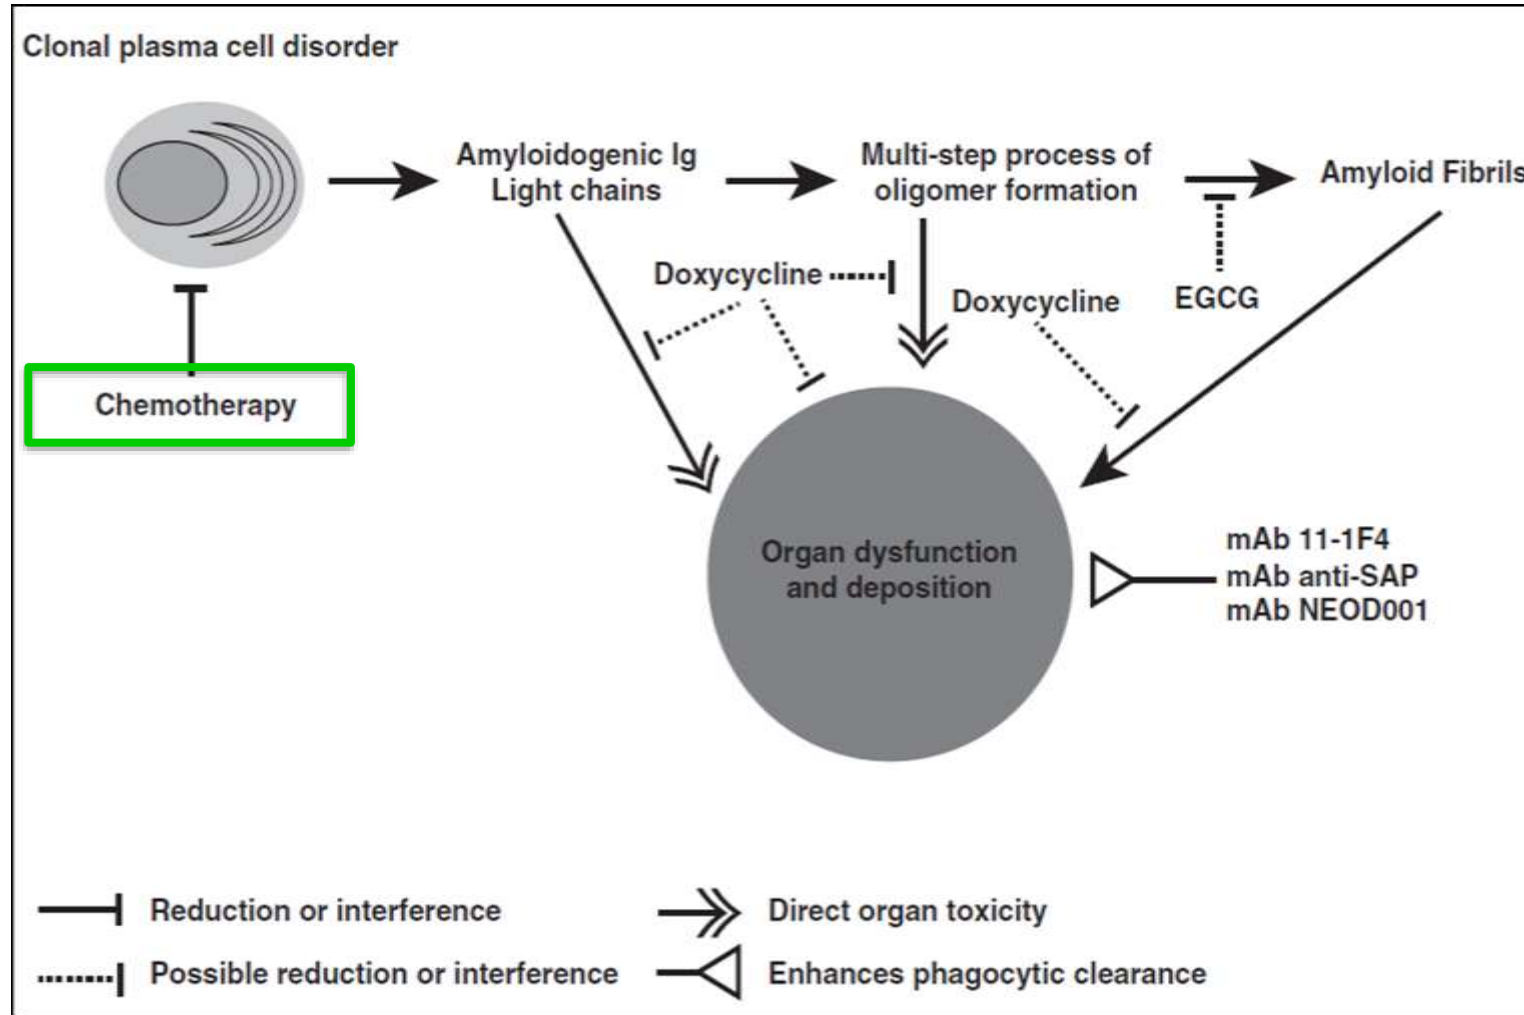 Clonal plasma cell disorder
Amyloidogenic Ig
Light chains
Multi-step process of
oligomer formation
Amyloid Fibrils
Doxycycline
Doxycycline
EGCG
Chemotherapy
Organ dysfunction
and deposition
mAb 11-1F4
mAb anti-SAP
mAb NEOD001
Reduction or interference
Direct organ toxicity
Possible reduction or interference
Enhances phagocytic clearance